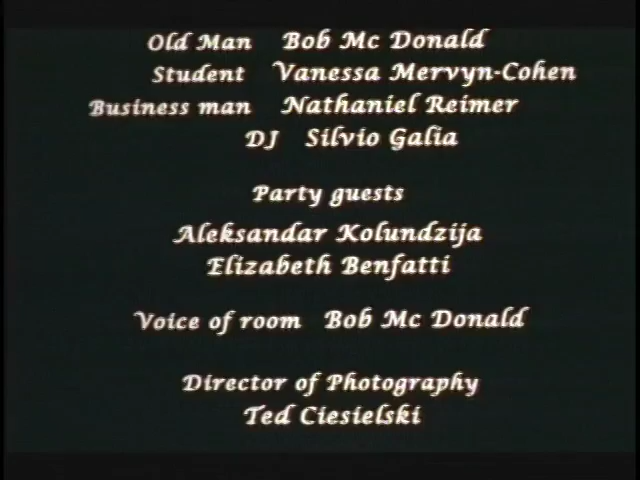 Old Man Bob Mc Donald
Student Vanessa Mervyn-Cohen
Business man Nathaniel Reimer
DJ Silvio Galia
Party guests
Aleksandar Kolundzija
Elizabeth Benfatti
Voice of room Bob Mc Donald
Director of Photography
Ted Ciesielski